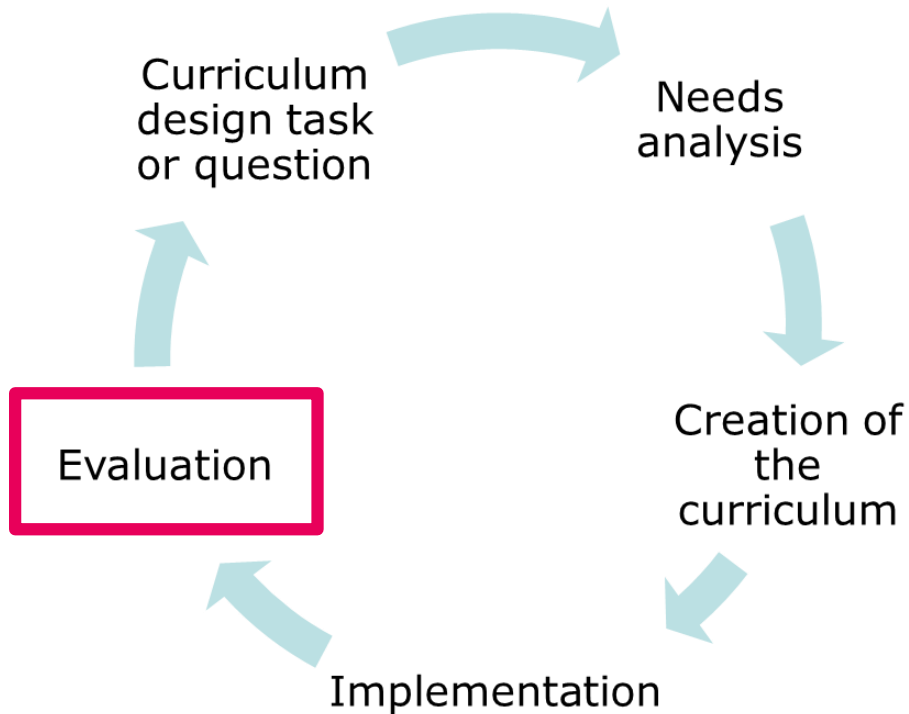 Curriculum
design task
or question
Needs
analysis
Creation of
the
curriculum
Implementation
Evaluation